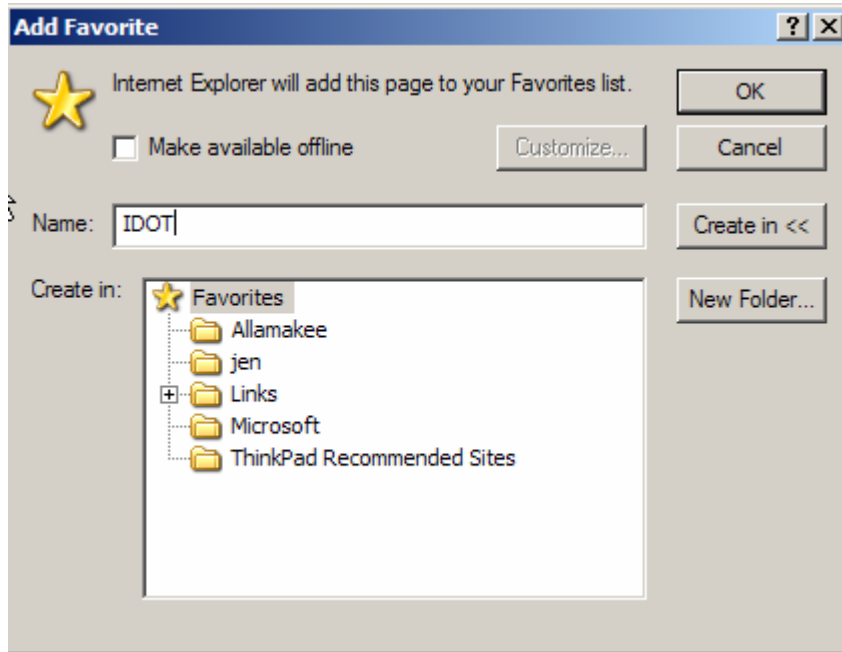 Add Favorite
Internet Explorer will add this page to your Favorites list.
OK
Make available offline
Customize...
Cancel
Name:
IDOT
Create in <<
Create in:
Favorites
New Folder...
Allamakee
jen
Links
Microsoft
ThinkPad Recommended Sites